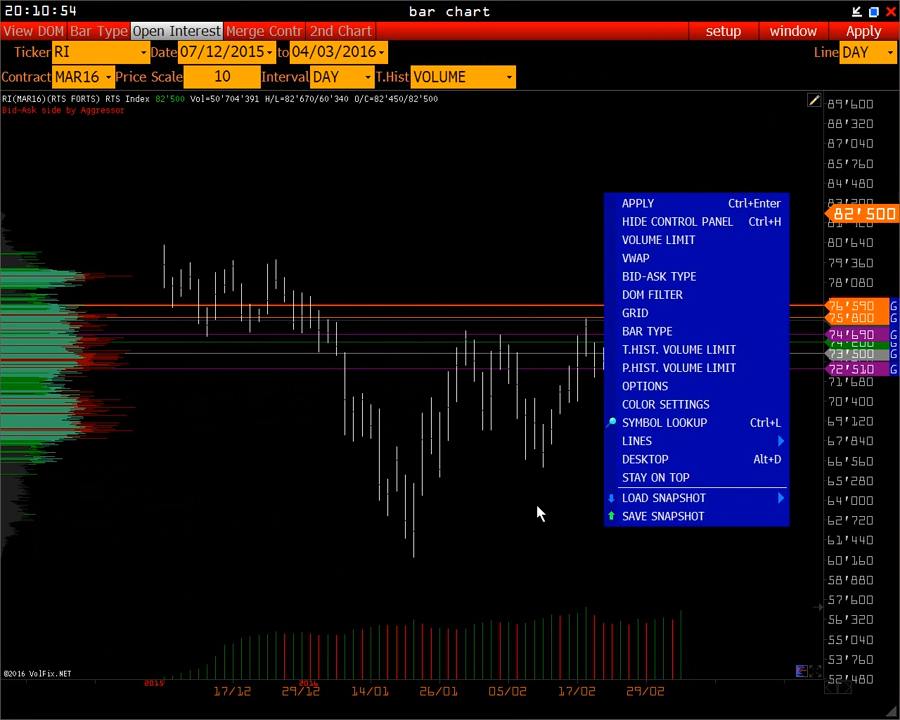 20:10:54
bar chart
View DOM Bar Type Open Interest Merge Contr 2nd Chart setup window Apply
Ticker RI Date 07/12/2015 to 04/03/2016 Line DAY
Contract MAR16 Price Scale 10 Interval DAY T.Hist VOLUME
RI(MAR16)(RTS FORTS) RTS Index 82'500 Vol=50'704'391 H/L=82'670/60'340 O/C=82'450/82'500
Bid-Ask side by Aggressor
89'600
88'320
87'040
85'760
84'480
82'500
80'640
79'360
78'080
76'590 G
75'800 G
74'690 G
G
73'500 G
72'510 G
71'680
70'400
69'120
67'840
66'560
65'280
64'000
62'720
61'440
60'160
58'880
57'600
56'320
55'040
53'760
52'480
APPLY Ctrl+Enter
HIDE CONTROL PANEL Ctrl+H
VOLUME LIMIT
VWAP
BID-ASK TYPE
DOM FILTER
GRID
BAR TYPE
T.HIST. VOLUME LIMIT
P.HIST. VOLUME LIMIT
OPTIONS
COLOR SETTINGS
SYMBOL LOOKUP Ctrl+L
LINES
DESKTOP Alt+D
STAY ON TOP
LOAD SNAPSHOT
SAVE SNAPSHOT
©2016 VolFix.NET
2015 2016
17/12 29/12 14/01 26/01 05/02 17/02 29/02